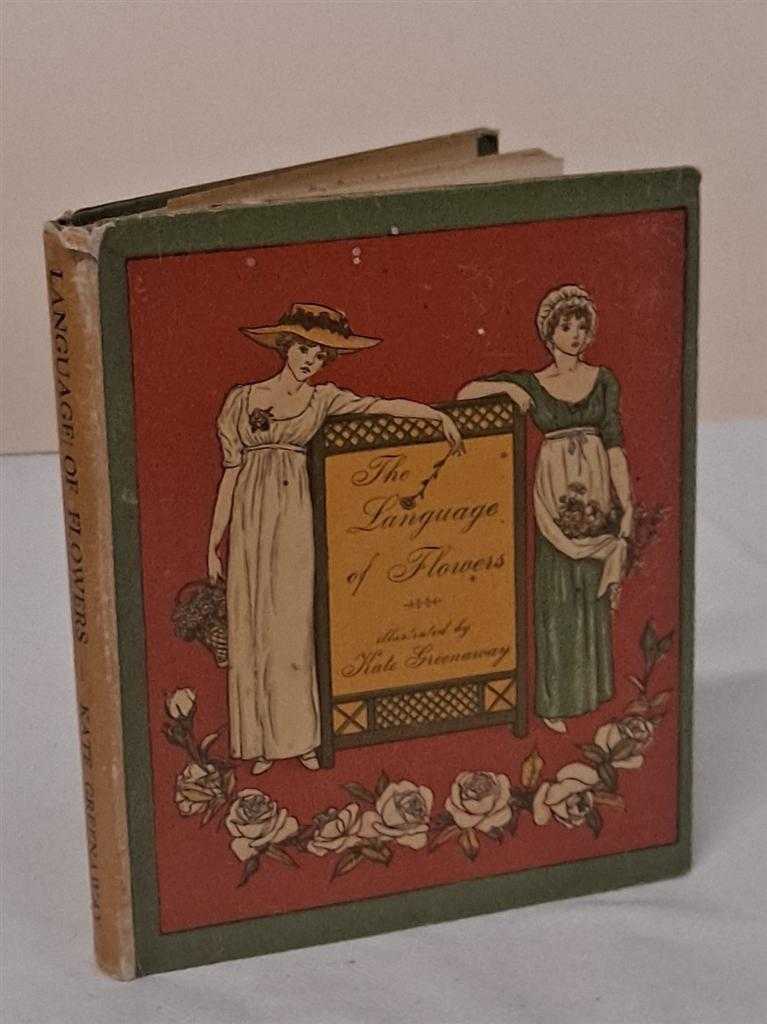 The
Language
of Flowers
illustrated by
Kate Greenaway
LANGUAGE OF FLOWERS KATE GREENAWAY